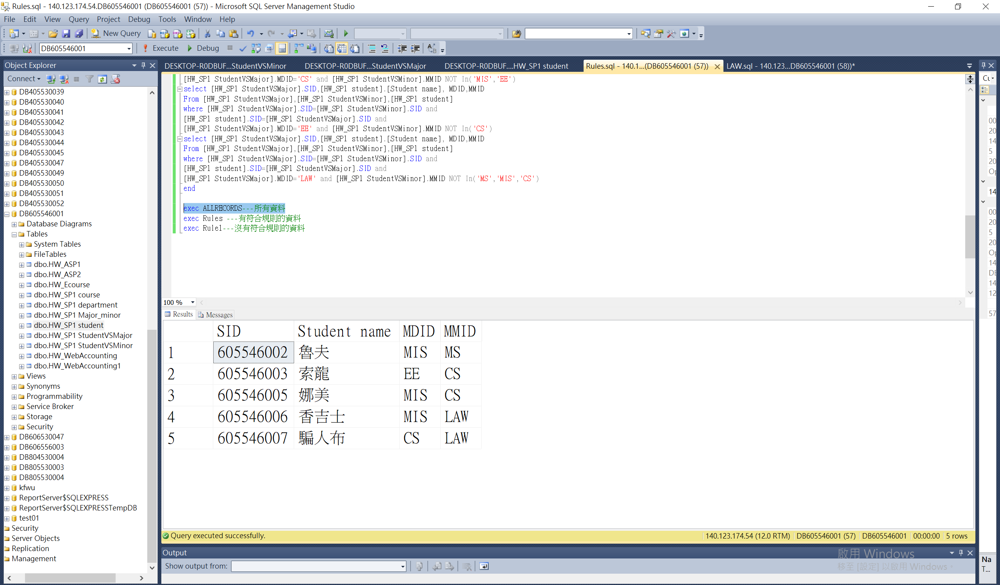 Rules.sql - 140.123.174.54.DB605546001 (DB605546001 (57)) - Microsoft SQL Server Management Studio
File Edit View Query Project Debug Tools Window Help
New Query
DB605546001 Execute Debug
Object Explorer
Connect
DB405530039
DB405530040
DB405530041
DB405530042
DB405530043
DB405530044
DB405530045
DB405530047
DB405530049
DB405530050
DB405530051
DB405530052
DB605546001
Database Diagrams
Tables
System Tables
FileTables
dbo.HW_ASP1
dbo.HW_ASP2
dbo.HW_Ecourse
dbo.HW_SP1 course
dbo.HW_SP1 department
dbo.HW_SP1 Major_minor
dbo.HW_SP1 student
dbo.HW_SP1 StudentVSMajor
dbo.HW_SP1 StudentVSMinor
dbo.HW_WebAccounting
dbo.HW_WebAccounting1
Views
Synonyms
Programmability
Service Broker
Storage
Security
DB606530047
DB606556003
DB804530004
DB805530003
DB805530004
kfwu
ReportServer$SQLEXPRESS
ReportServer$SQLEXPRESSTempDB
test01
Security
Server Objects
Replication
Management
DESKTOP-R0DBUF...StudentVSMinor DESKTOP-R0DBUF...StudentVSMajor DESKTOP-R0DBUF....HW_SP1 student Rules.sql - 140.1...(DB605546001 (57)) LAW.sql - 140.123...DB605546001 (58))*
[HW_SP1 StudentVSMajor].MDID='CS' and [HW_SP1 StudentVSMinor].MMID NOT In('MIS','EE')
select [HW_SP1 StudentVSMajor].SID,[HW_SP1 student].[Student name], MDID,MMID
From [HW_SP1 StudentVSMajor],[HW_SP1 StudentVSMinor],[HW_SP1 student]
where [HW_SP1 StudentVSMajor].SID=[HW_SP1 StudentVSMinor].SID and
[HW_SP1 student].SID=[HW_SP1 StudentVSMajor].SID and
[HW_SP1 StudentVSMajor].MDID='EE' and [HW_SP1 StudentVSMinor].MMID NOT In('CS')
select [HW_SP1 StudentVSMajor].SID,[HW_SP1 student].[Student name], MDID,MMID
From [HW_SP1 StudentVSMajor],[HW_SP1 StudentVSMinor],[HW_SP1 student]
where [HW_SP1 StudentVSMajor].SID=[HW_SP1 StudentVSMinor].SID and
[HW_SP1 student].SID=[HW_SP1 StudentVSMajor].SID and
[HW_SP1 StudentVSMajor].MDID='LAW' and [HW_SP1 StudentVSMinor].MMID NOT In('MS','MIS','CS')
end
exec ALLRECORDS---所有資料
exec Rules ---有符合規則的資料
exec Rule1---沒有符合規則的資料
100 %
Results Messages
SID Student name MDID MMID
1 605546002 魯夫 MIS MS
2 605546003 索龍 EE CS
3 605546005 娜美 MIS CS
4 605546006 香吉士 MIS LAW
5 605546007 騙人布 CS LAW
Query executed successfully. 140.123.174.54 (12.0 RTM) DB605546001 (57) DB605546001 00:00:00 5 rows
Output
Show output from:
啟用 Windows
移至 [設定] 以啟用 Windows。
00
20
14
5
20
14
00
20
5
20
14
14
12
57
Na
T...